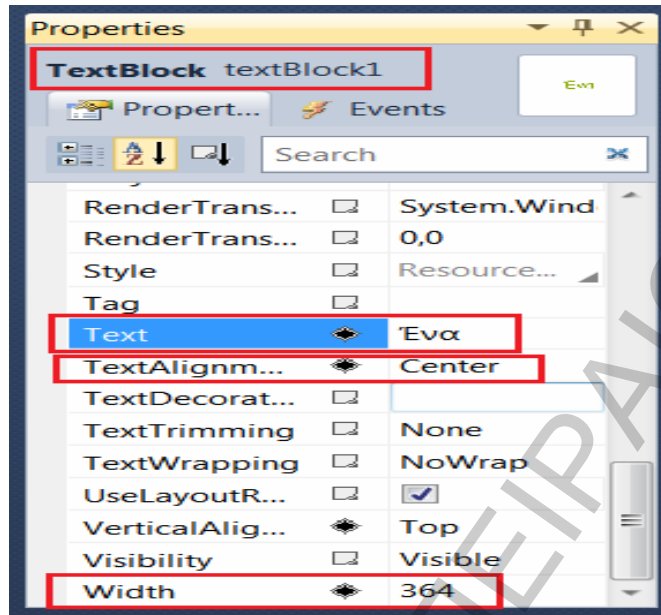 Properties
TextBlock textBlock1
Ένα
Propert... Events
Search
RenderTrans... System.Wind
RenderTrans... 0,0
Style Resource...
Tag
Text Ένα
TextAlignm... Center
TextDecorat...
TextTrimming None
TextWrapping NoWrap
UseLayoutR...
VerticalAlig... Top
Visibility Visible
Width 364